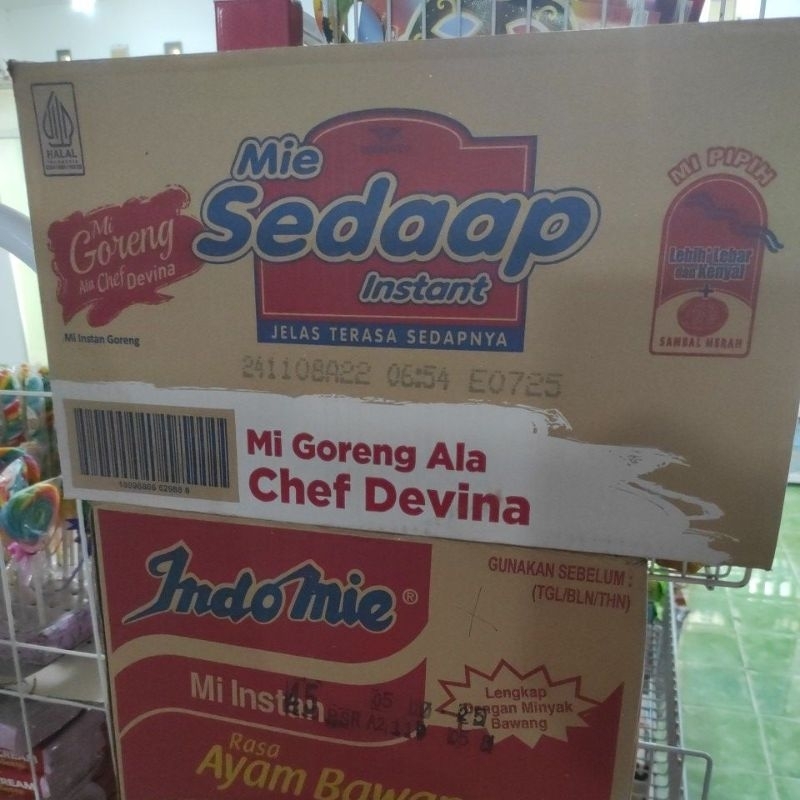 HALAL
INDONESIA
Mie
Sedaap
Instant
JELAS TERASA SEDAPNYA
Mi
Goreng
Ala Chef Devina
Mi Instan Goreng
MI PIPIH
Lebih Lebar
dan Kenyal
+
SAMBAL MERAH
241108A22 06:54 E0725
Mi Goreng Ala
Chef Devina
Indomie®
GUNAKAN SEBELUM :
(TGL/BLN/THN)
Mi Instan
Lengkap
Dengan Minyak
Bawang
Rasa
Ayam Bawang